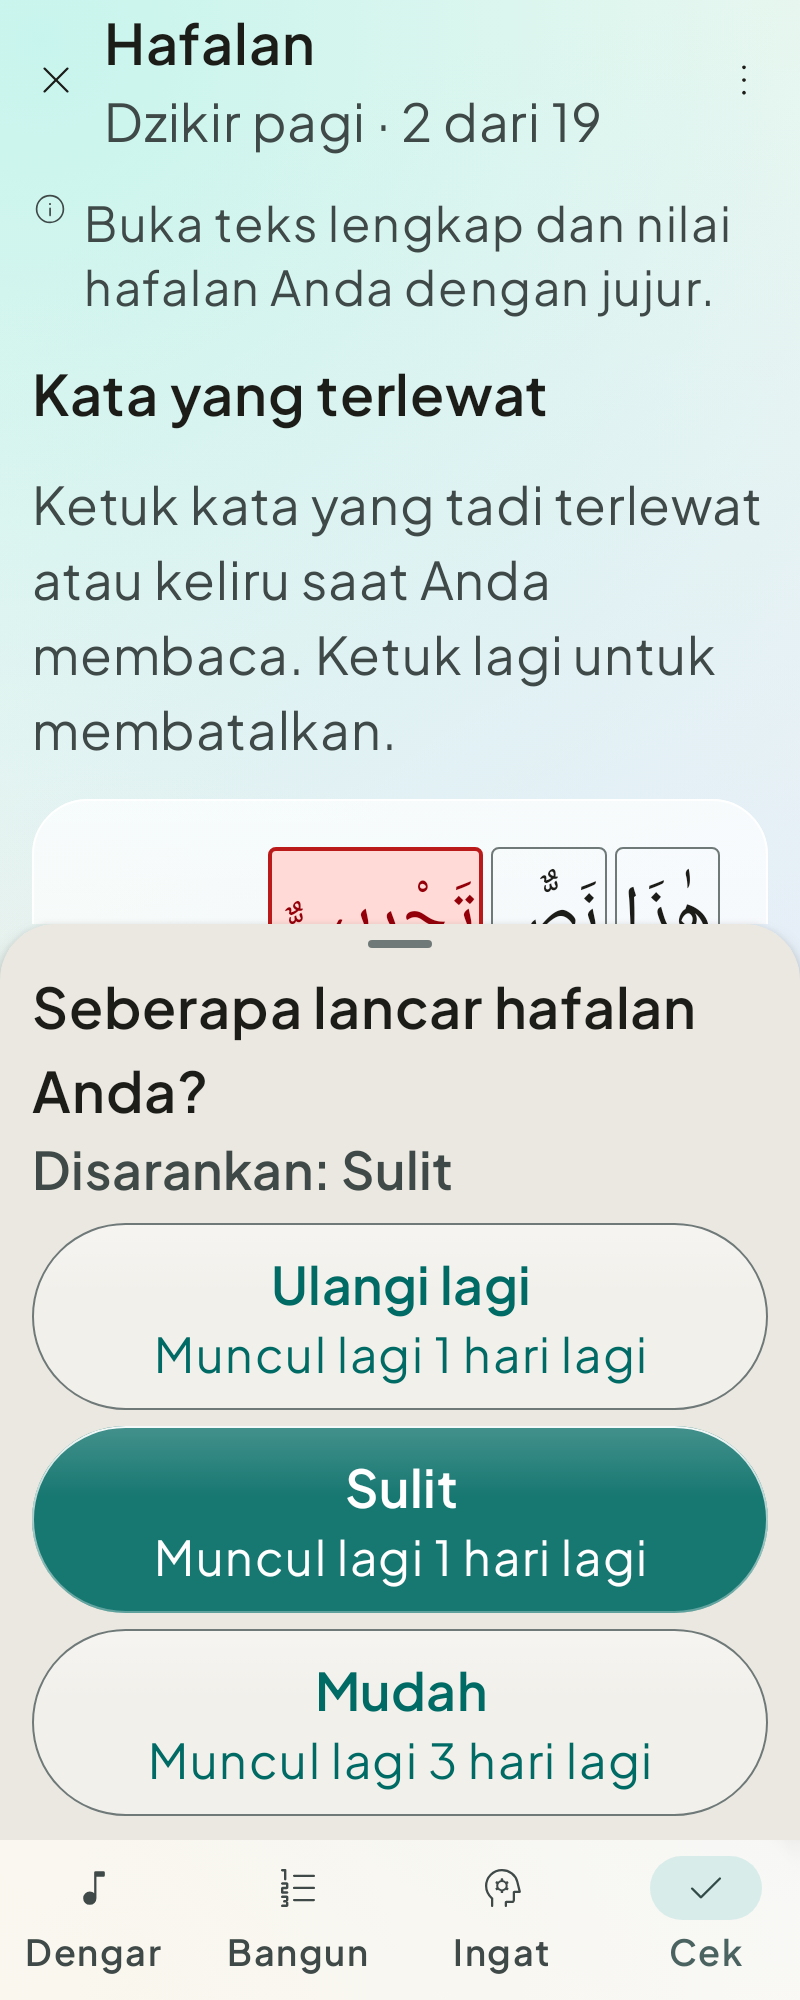 Hafalan
Dzikir pagi · 2 dari 19
Buka teks lengkap dan nilai
hafalan Anda dengan jujur.
Kata yang terlewat
Ketuk kata yang tadi terlewat
atau keliru saat Anda
membaca. Ketuk lagi untuk
membatalkan.
هٰذَا نَصٌّ
Seberapa lancar hafalan
Anda?
Disarankan: Sulit
Ulangi lagi
Muncul lagi 1 hari lagi
Sulit
Muncul lagi 1 hari lagi
Mudah
Muncul lagi 3 hari lagi
Dengar
Bangun
Ingat
Cek